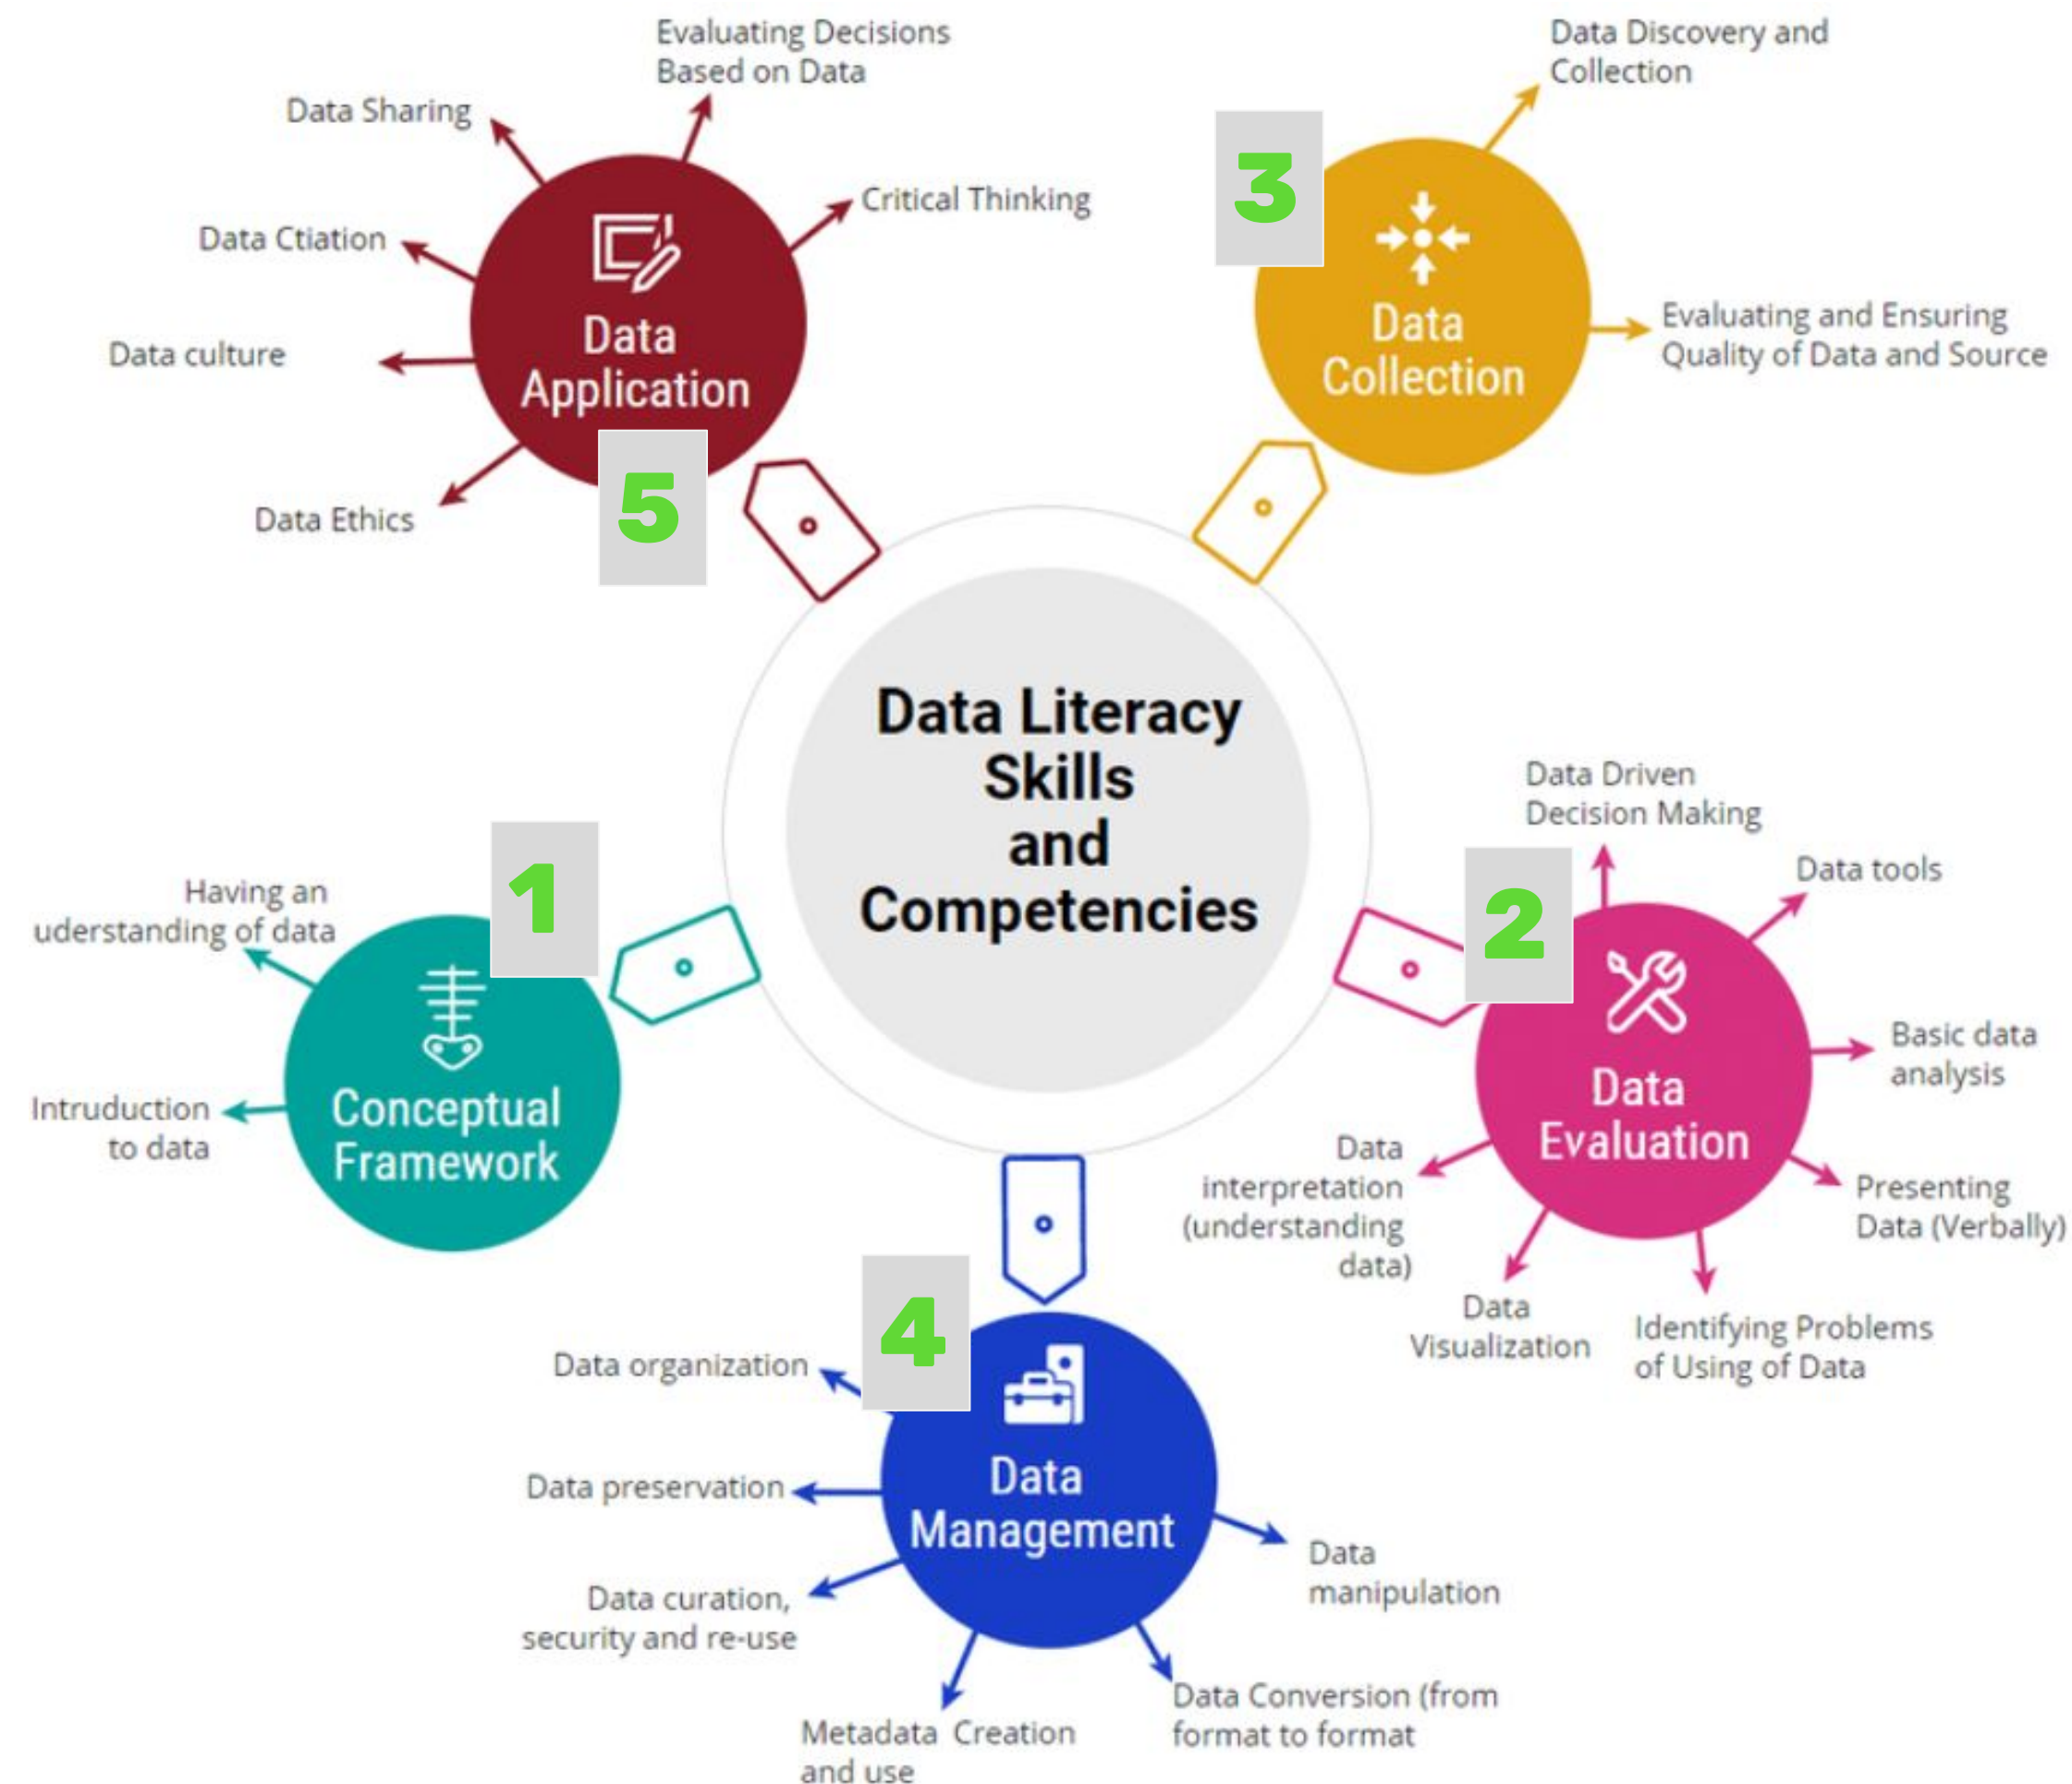 Evaluating Decisions
Based on Data
Data Sharing
Critical Thinking
Data Ctiation
Data culture
Data Ethics
Data
Application
5
3
Data Discovery and
Collection
Evaluating and Ensuring
Quality of Data and Source
Data
Collection
Data Literacy
Skills
and
Competencies
1
Having an
uderstanding of data
Intruduction
to data
Conceptual
Framework
2
Data Driven
Decision Making
Data tools
Basic data
analysis
Presenting
Data (Verbally)
Identifying Problems
of Using of Data
Data
Visualization
Data
interpretation
(understanding
data)
Data
Evaluation
4
Data organization
Data preservation
Data curation,
security and re-use
Metadada Creation
and use
Data Conversion (from
format to format
Data
manipulation
Data
Management